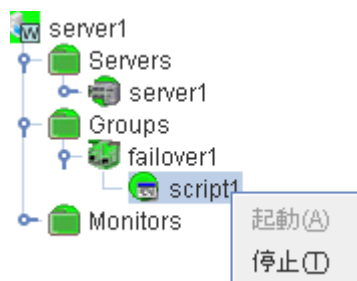 server1
Servers
server1
Groups
failover1
script1
Monitors
起動(A)
停止(T)